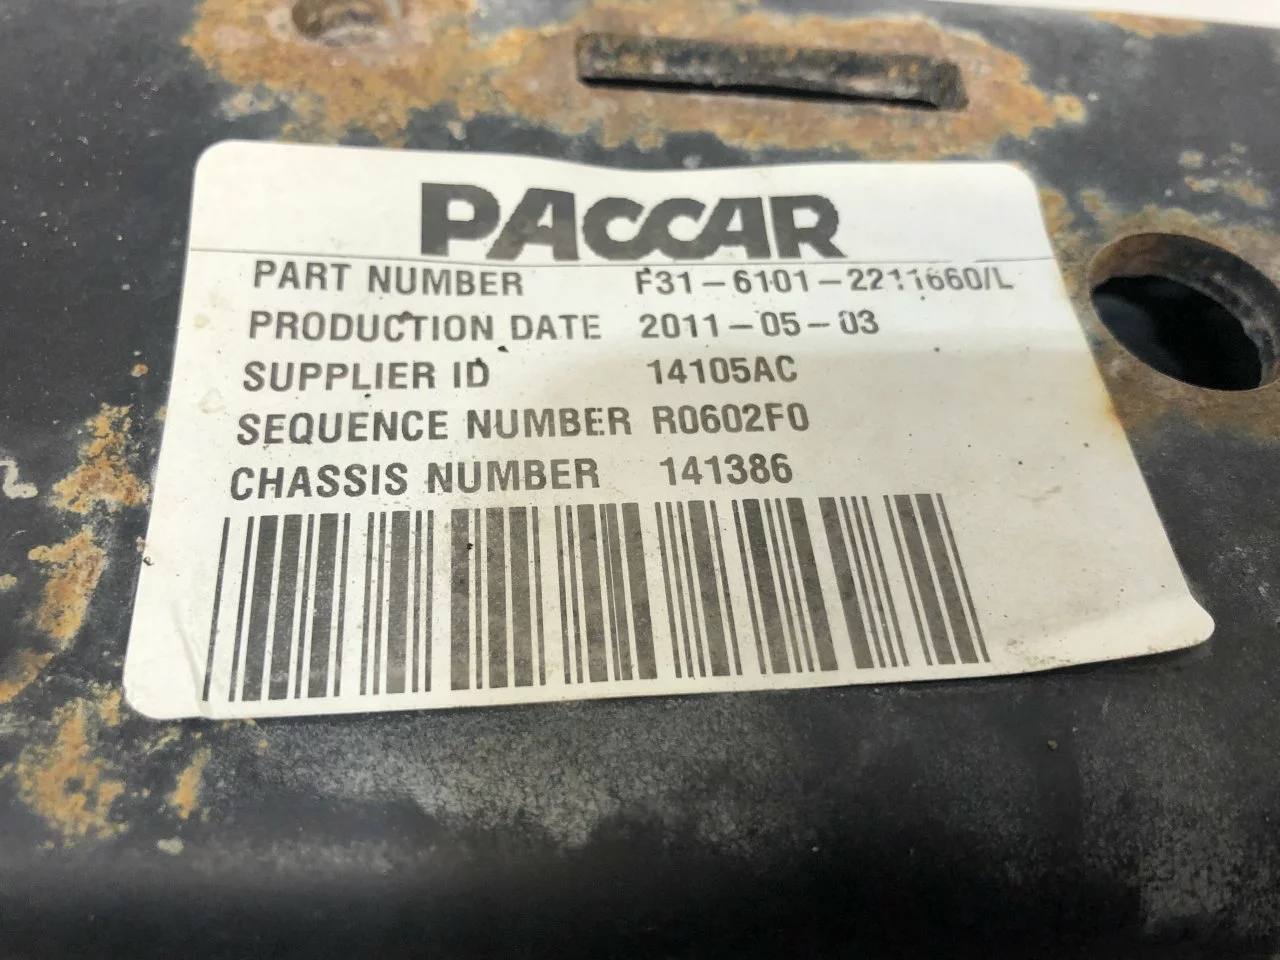 PACCAR
PART NUMBER F31-6101-2211660/L
PRODUCTION DATE 2011-05-03
SUPPLIER ID 14105AC
SEQUENCE NUMBER R0602F0
CHASSIS NUMBER 141386